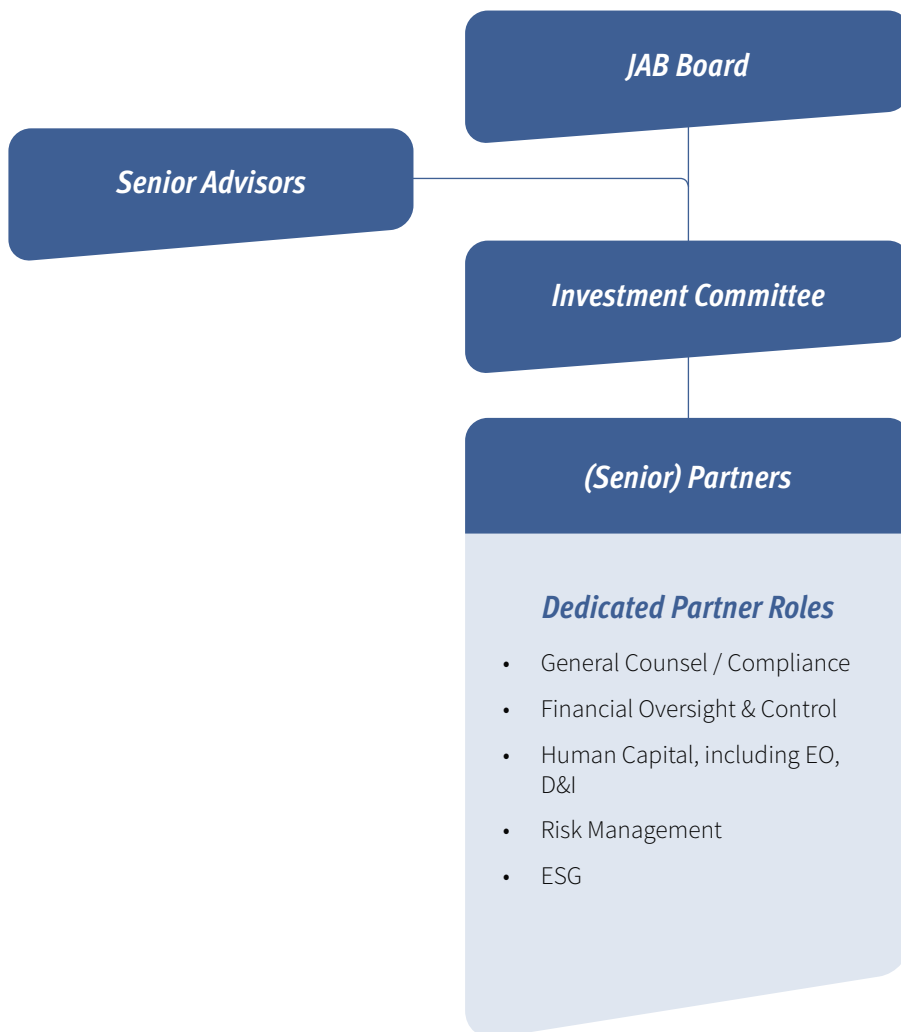 JAB Board
Senior Advisors
Investment Committee
(Senior) Partners
Dedicated Partner Roles
• General Counsel / Compliance
• Financial Oversight & Control
• Human Capital, including EO,
D&I
• Risk Management
• ESG